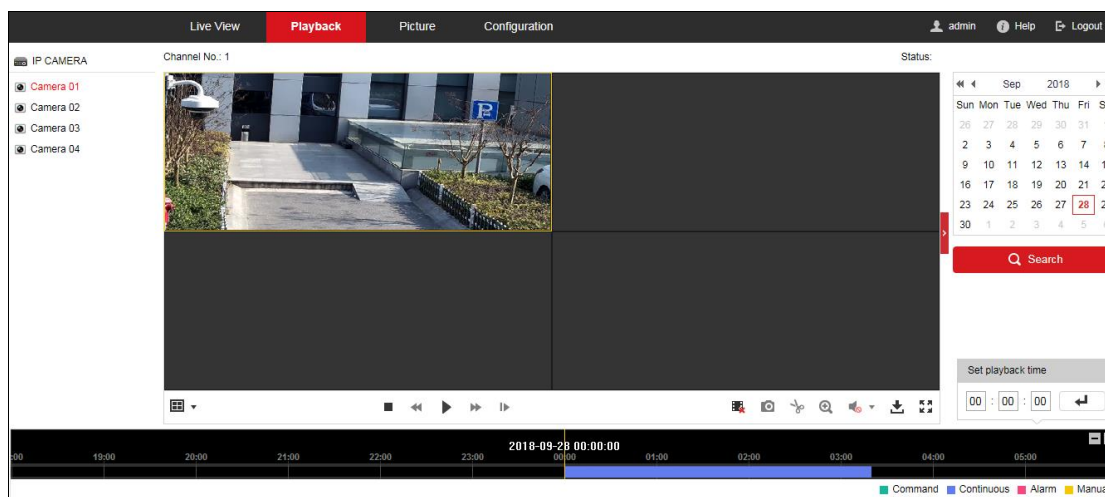 Live View Playback Picture Configuration admin Help Logout
IP CAMERA
Camera 01
Camera 02
Camera 03
Camera 04
Channel No.: 1 Status:
P
Sep 2018
Sun Mon Tue Wed Thu Fri S
26 27 28 29 30 31
2 3 4 5 6 7
9 10 11 12 13 14 1
16 17 18 19 20 21 2
23 24 25 26 27 28 2
30 1 2 3 4 5
Search
Set playback time
00 : 00 : 00
2018-09-28 00:00:00
:00 19:00 20:00 21:00 22:00 23:00 00:00 01:00 02:00 03:00 04:00 05:00
Command Continuous Alarm Manua